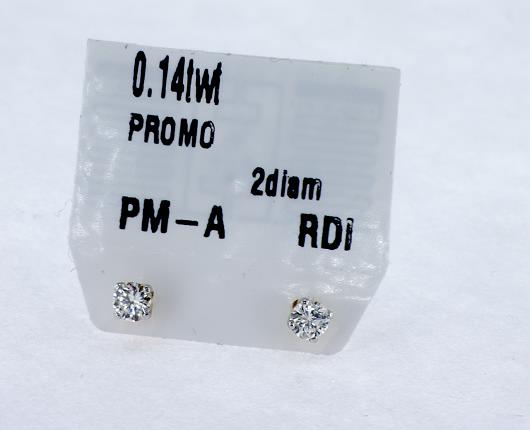 0.14twt
PROMO
2diam
PM-A RDI